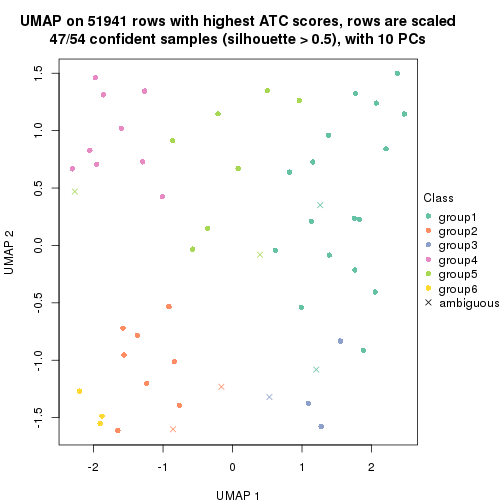 UMAP on 51941 rows with highest ATC scores, rows are scaled
47/54 confident samples (silhouette > 0.5), with 10 PCs
1.5
1.0
0.5
0.0
-0.5
-1.0
-1.5
UMAP 2
-2
-1
0
1
2
UMAP 1
Class
group1
group2
group3
group4
group5
group6
ambiguous